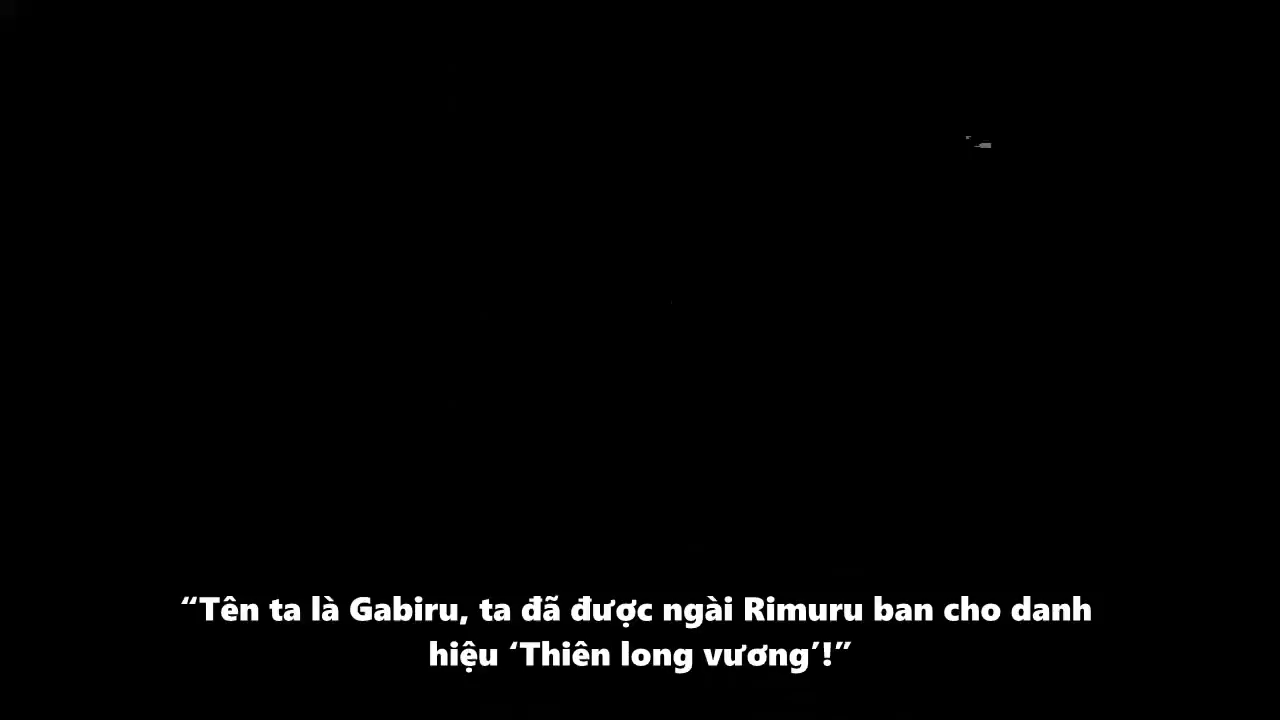 “Tên ta là Gabiru, ta đã được ngài Rimuru ban cho danh
hiệu ‘Thiên long vương’!”